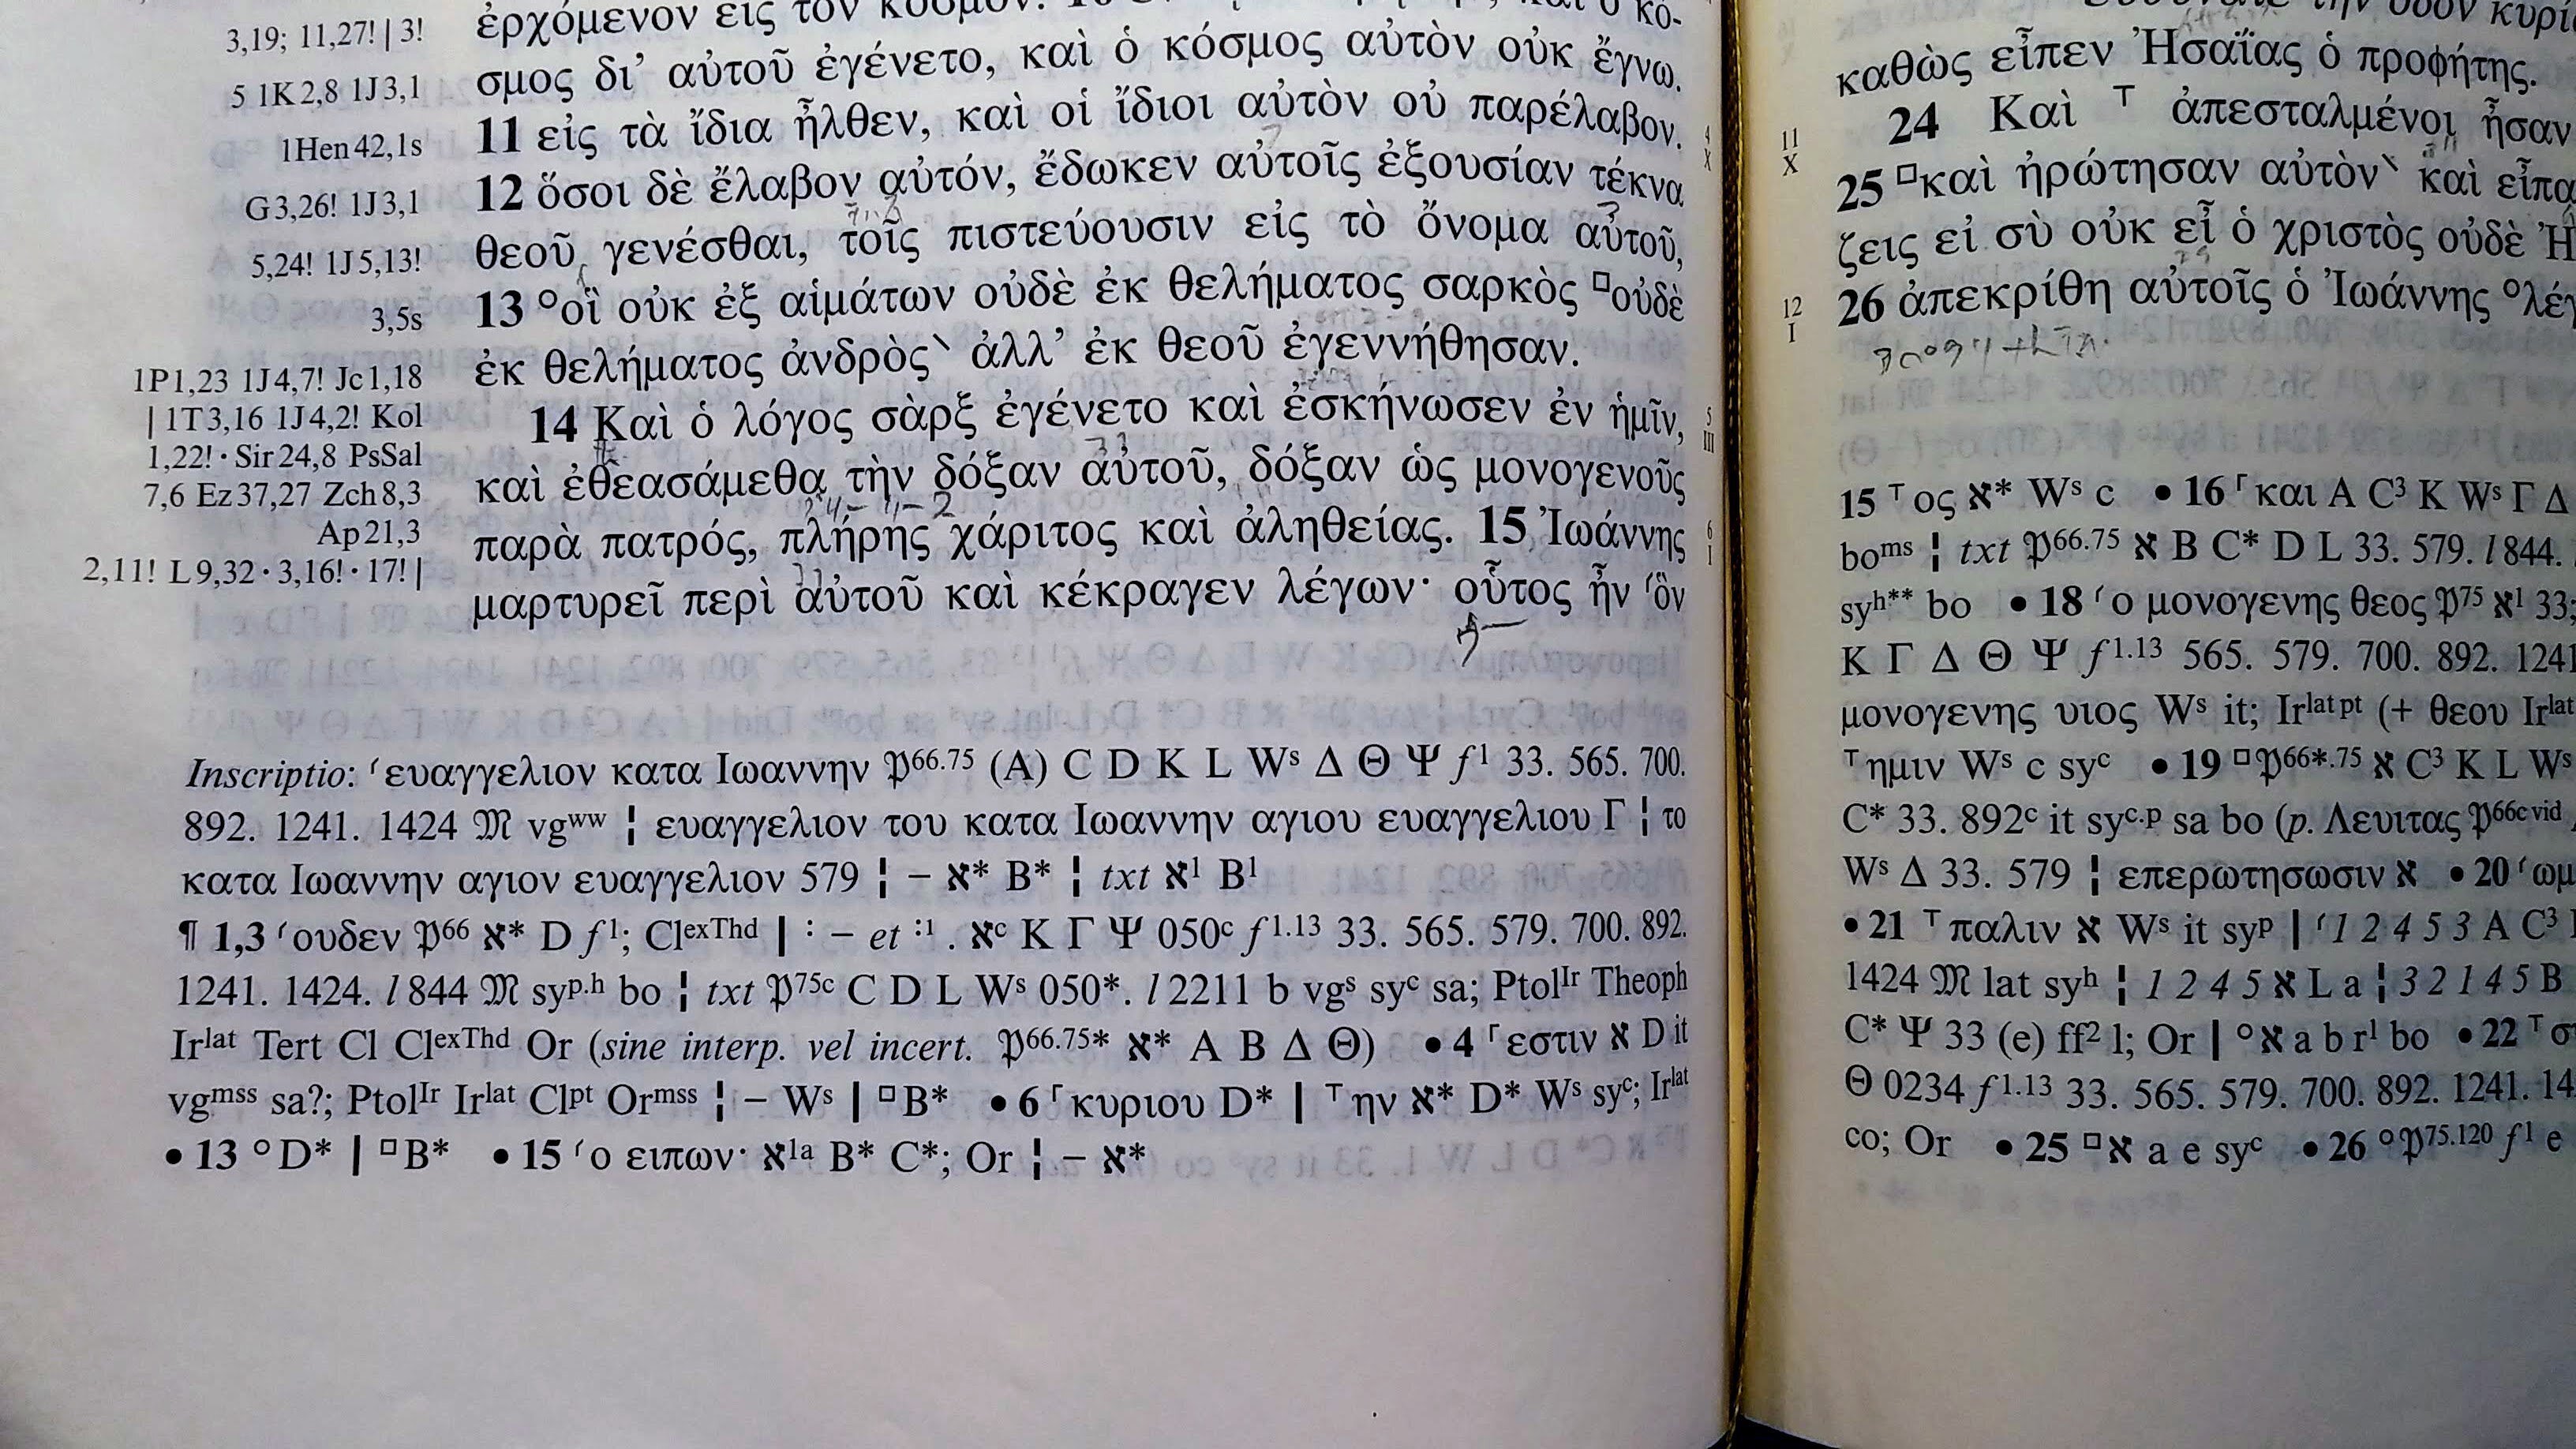 3,19; 11,27! | 3!
5 1K 2,8 1J 3,1
1Hen 42,1s
G 3,26! 1J 3,1
5,24! 1J 5,13!
3,5s
1P 1,23 1J 4,7! Jc 1,18
| 1T 3,16 1J 4,2! Kol
1,22! · Sir 24,8 PsSal
7,6 Ez 37,27 Zch 8,3
Ap 21,3
2,11! L 9,32 · 3,16! · 17! |
ἐρχόμενον εἰς τὸν κόσμον. καὶ ὁ κό-
σμος δι’ αὐτοῦ ἐγένετο, καὶ ὁ κόσμος αὐτὸν οὐκ ἔγνω.
11 εἰς τὰ ἴδια ἦλθεν, καὶ οἱ ἴδιοι αὐτὸν οὐ παρέλαβον.
12 ὅσοι δὲ ἔλαβον αὐτόν, ἔδωκεν αὐτοῖς ἐξουσίαν τέκνα
θεοῦ γενέσθαι, τοῖς πιστεύουσιν εἰς τὸ ὄνομα αὐτοῦ,
13 °οἳ οὐκ ἐξ αἱμάτων οὐδὲ ἐκ θελήματος σαρκὸς ⸋οὐδὲ
ἐκ θελήματος ἀνδρὸς⸌ ἀλλ’ ἐκ θεοῦ ἐγεννήθησαν.
14 Καὶ ὁ λόγος σὰρξ ἐγένετο καὶ ἐσκήνωσεν ἐν ἡμῖν,
καὶ ἐθεασάμεθα τὴν δόξαν αὐτοῦ, δόξαν ὡς μονογενοῦς
παρὰ πατρός, πλήρης χάριτος καὶ ἀληθείας. 15 Ἰωάννης
μαρτυρεῖ περὶ αὐτοῦ καὶ κέκραγεν λέγων· οὗτος ἦν ⸂ὃν
4
X
5
III
6
I
Inscriptio: ⸂ευαγγελιον κατα Ιωαννην 𝔓66.75 (A) C D K L Ws Δ Θ Ψ f1 33. 565. 700.
892. 1241. 1424 𝔐 vgww ¦ ευαγγελιον του κατα Ιωαννην αγιου ευαγγελιου Γ ¦ το
κατα Ιωαννην αγιον ευαγγελιον 579 ¦ – ℵ* B* ¦ txt ℵ1 B1
¶ 1,3 ⸂ουδεν 𝔓66 ℵ* D f1; ClexThd | : – et :1 . ℵc K Γ Ψ 050c f1.13 33. 565. 579. 700. 892.
1241. 1424. l 844 𝔐 syp.h bo ¦ txt 𝔓75c C D L Ws 050*. l 2211 b vgs syc sa; PtolIr Theoph
Irlat Tert Cl ClexThd Or (sine interp. vel incert. 𝔓66.75* ℵ* A B Δ Θ) • 4 ⸀εστιν ℵ D it
vgmss sa?; PtolIr Irlat Clpt Ormss ¦ – Ws | ⸋B* • 6 ⸀κυριου D* | ⸆ην ℵ* D* Ws syc; Irlat
• 13 °D* | ⸋B* • 15 ⸂ο ειπων· ℵ1a B* C*; Or ¦ – ℵ*
11
X
12
I
τὴν ὁδὸν κυρί
καθὼς εἶπεν Ἠσαΐας ὁ προφήτης.
24 Καὶ ⸆ ἀπεσταλμένοι ἦσαν
25 ⸋καὶ ἠρώτησαν αὐτὸν⸌ καὶ εἶπα
ζεις εἰ σὺ οὐκ εἶ ὁ χριστὸς οὐδὲ Ἠ
26 ἀπεκρίθη αὐτοῖς ὁ Ἰωάννης °λέγ
15 ⸆ος ℵ* Ws c • 16 ⸀και A C3 K Ws Γ Δ
boms ¦ txt 𝔓66.75 ℵ B C* D L 33. 579. l 844.
syh** bo • 18 ⸂ο μονογενης θεος 𝔓75 ℵ1 33;
K Γ Δ Θ Ψ f1.13 565. 579. 700. 892. 1241
μονογενης υιος Ws it; Irlat pt (+ θεου Irlat
⸆ημιν Ws c syc • 19 ⸋𝔓66*.75 ℵ C3 K L Ws
C* 33. 892c it syc.p sa bo (p. Λευιτας 𝔓66c vid
Ws Δ 33. 579 ¦ επερωτησωσιν ℵ • 20 ⸂ωμ
• 21 ⸆παλιν ℵ Ws it syp | ⸂1 2 4 5 3 A C3
1424 𝔐 lat syh ¦ 1 2 4 5 ℵ L a ¦ 3 2 1 4 5 B
C* Ψ 33 (e) ff2 l; Or | °ℵ a b r1 bo • 22 ⸆σ
Θ 0234 f1.13 33. 565. 579. 700. 892. 1241. 14
co; Or • 25 ⸋ℵ a e syc • 26 °𝔓75.120 f1 e